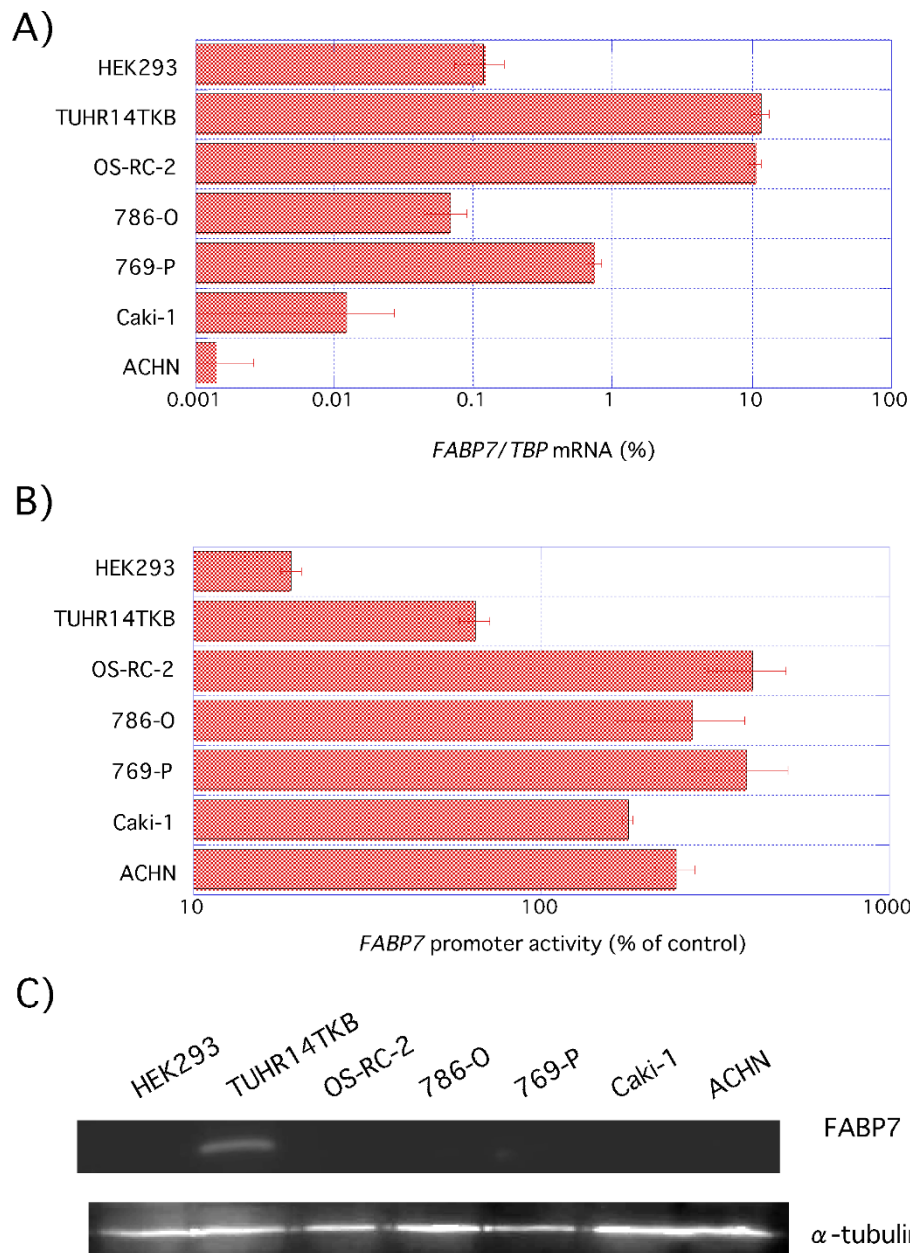 A)
HEK293
TUHR14TKB
OS-RC-2
786-O
769-P
Caki-1
ACHN
0.001 0.01 0.1 1 10 100
FABP7/TBP mRNA (%)
B)
HEK293
TUHR14TKB
OS-RC-2
786-O
769-P
Caki-1
ACHN
10 100 1000
FABP7 promoter activity (% of control)
C)
HEK293 TUHR14TKB OS-RC-2 786-O 769-P Caki-1 ACHN
FABP7
α-tubulin